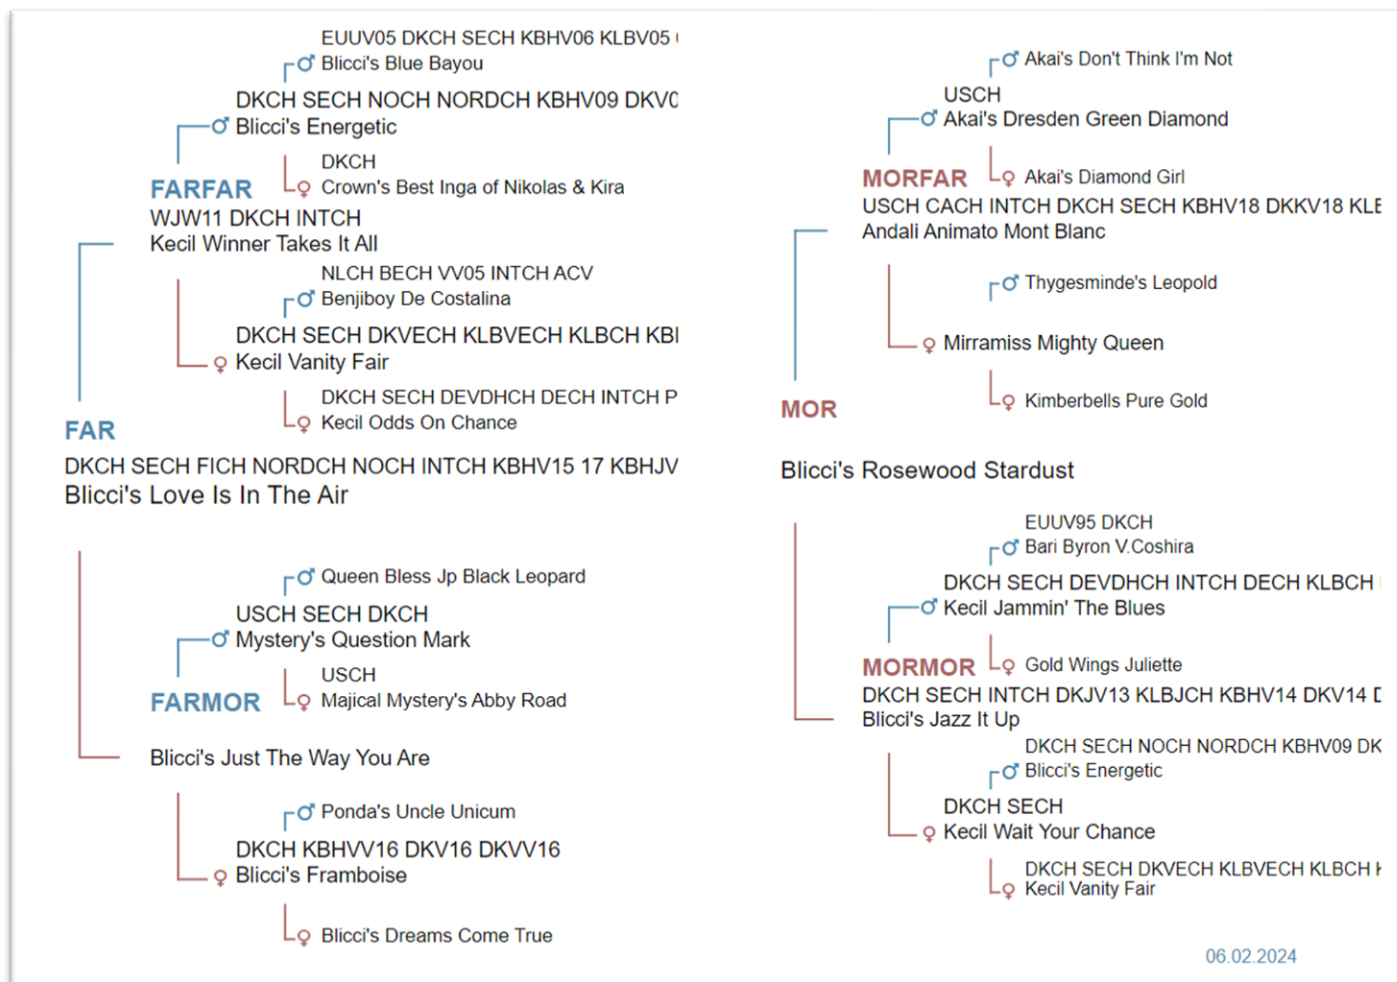 EUUV05 DKCH SECH KBHV06 KLBV05
Blicci's Blue Bayou
DKCH SECH NOCH NORDCH KBHV09
Blicci's Energetic
DKCH
Crown's Best Inga of Nikolas & Kira
FARFAR
WJW11 DKCH INTCH
Kecil Winner Takes It All
NLCH BECH VV05 INTCH ACV
Benjiboy De Costalina
DKCH SECH DKVECH KLBVECH KLBCH
Kecil Vanity Fair
DKCH SECH DEVDHCH DECH INTCH P
Kecil Odds On Chance
FAR
DKCH SECH FICH NORDCH NOCH INTCH KBHV15 17 KBHJV
Blicci's Love Is In The Air
Queen Bless Jp Black Leopard
USCH SECH DKCH
Mystery's Question Mark
USCH
Majical Mystery's Abby Road
FARMOR
Blicci's Just The Way You Are
Ponda's Uncle Unicum
DKCH KBHVV16 DKV16 DKVV16
Blicci's Framboise
Blicci's Dreams Come True
Akai's Don't Think I'm Not
USCH
Akai's Dresden Green Diamond
Akai's Diamond Girl
MORFAR
USCH CACH INTCH DKCH SECH KBHV18 DKKV18
Andali Animato Mont Blanc
Thygesminde's Leopold
Mirramiss Mighty Queen
Kimberbells Pure Gold
MOR
Blicci's Rosewood Stardust
EUUV95 DKCH
Bari Byron V.Coshira
DKCH SECH DEVDHCH INTCH DECH KLBCH
Kecil Jammin' The Blues
Gold Wings Juliette
MORMOR
DKCH SECH INTCH DKJV13 KLBJCH KBHV14 DKV14
Blicci's Jazz It Up
DKCH SECH NOCH NORDCH KBHV09 DK
Blicci's Energetic
DKCH SECH
Kecil Wait Your Chance
DKCH SECH DKVECH KLBVECH KLBCH
Kecil Vanity Fair
06.02.2024